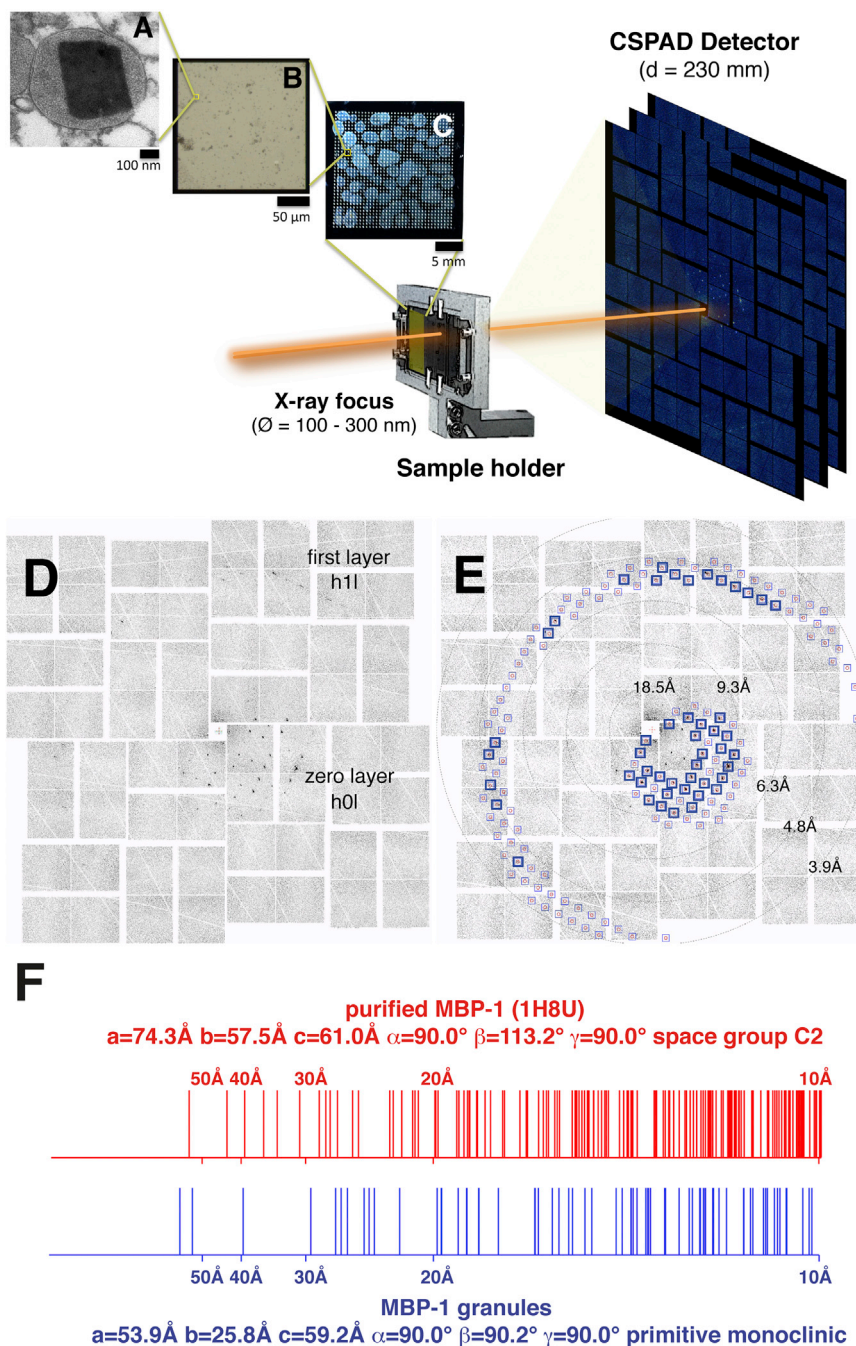 A
100 nm
B
50 µm
C
5 mm
CSPAD Detector
(d = 230 mm)
X-ray focus
(Ø = 100 - 300 nm)
Sample holder
D
first layer
h1l
zero layer
h0l
E
18.5Å
9.3Å
6.3Å
4.8Å
3.9Å
F
purified MBP-1 (1H8U)
a=74.3Å b=57.5Å c=61.0Å α=90.0° β=113.2° γ=90.0° space group C2
50Å 40Å 30Å 20Å 10Å
50Å 40Å 30Å 20Å 10Å
MBP-1 granules
a=53.9Å b=25.8Å c=59.2Å α=90.0° β=90.2° γ=90.0° primitive monoclinic